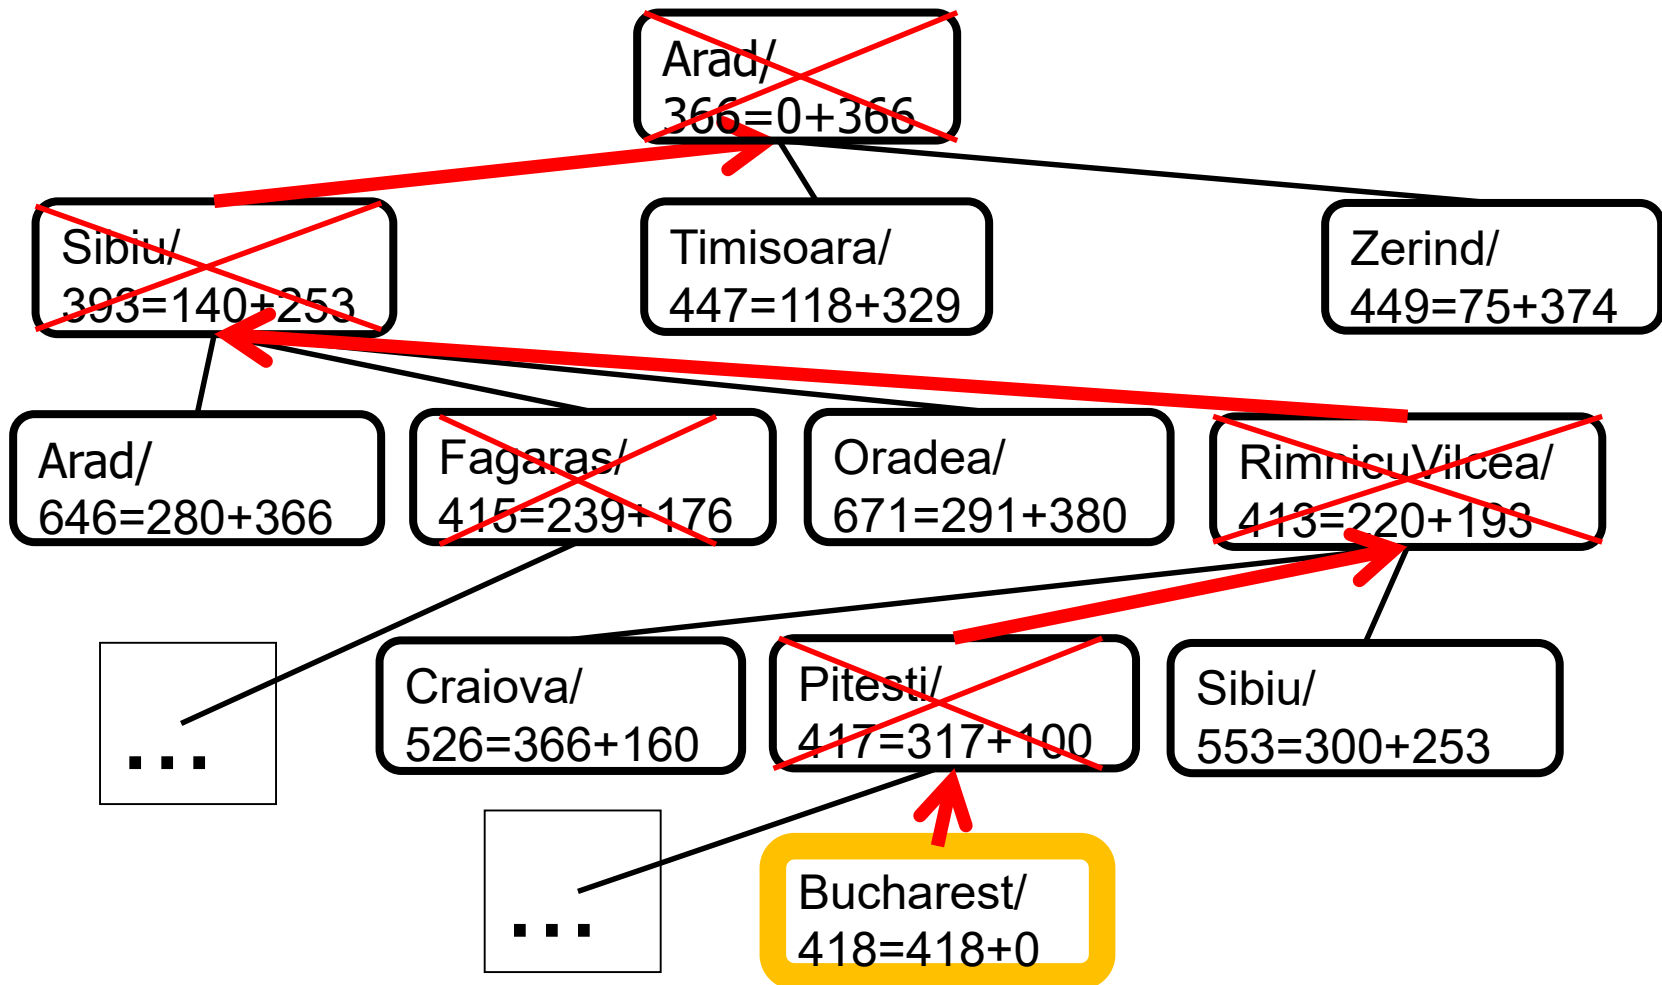 Arad/
366=0+366
Sibiu/
393=140+253
Timisoara/
447=118+329
Zerind/
449=75+374
Arad/
646=280+366
Fagaras/
415=239+176
Oradea/
671=291+380
RimnicuVilcea/
413=220+193
...
Craiova/
526=366+160
Pitesti/
417=317+100
Sibiu/
553=300+253
...
Bucharest/
418=418+0